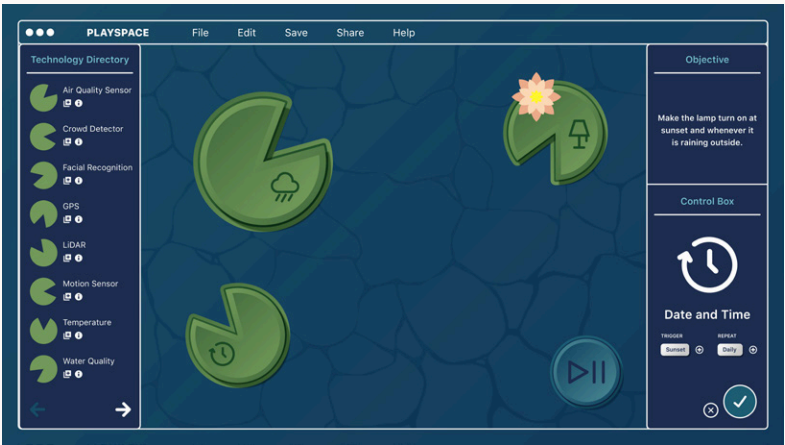 PLAYSPACE File Edit Save Share Help
Technology Directory
Air Quality Sensor
Crowd Detector
Facial Recognition
GPS
LiDAR
Motion Sensor
Temperature
Water Quality
Objective
Make the lamp turn on at
sunset and whenever it
is raining outside.
Control Box
Date and Time
TRIGGER REPEAT
Sunset Daily